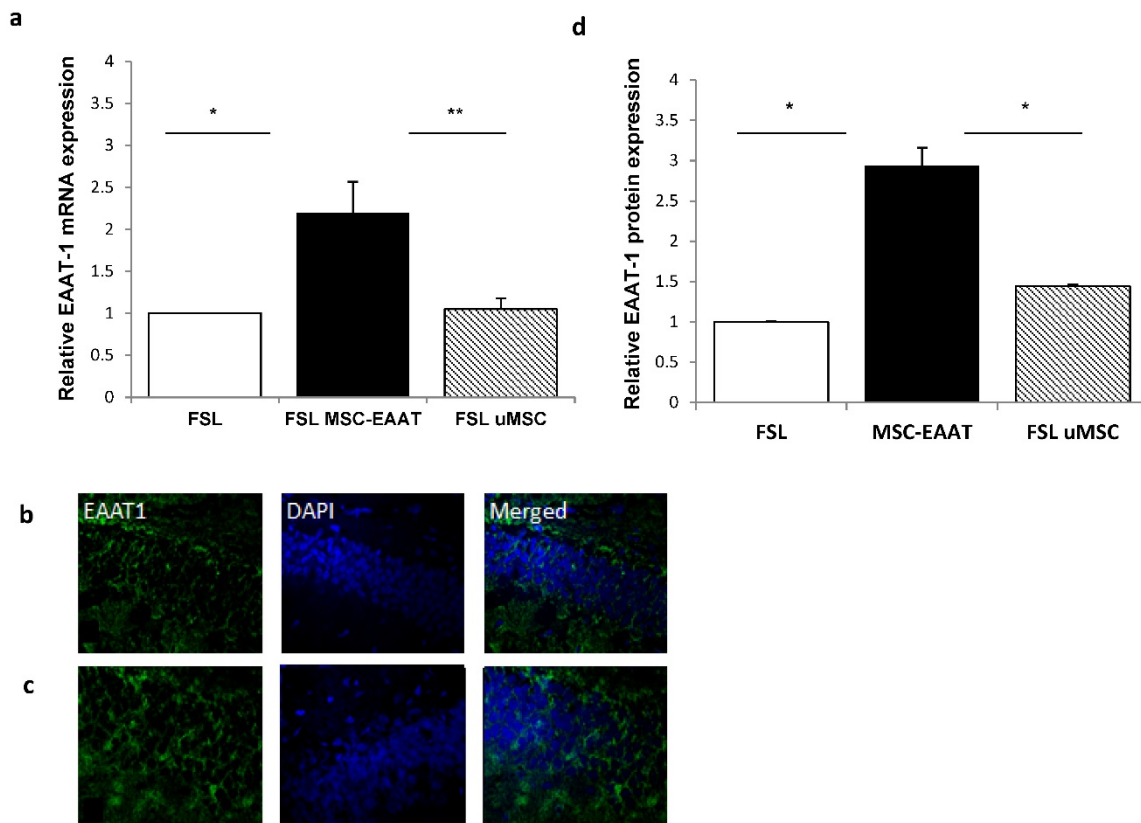 a
Relative EAAT-1 mRNA expression
4
3.5
3
2.5
2
1.5
1
0.5
0
* **
FSL FSL MSC-EAAT FSL uMSC
d
Relative EAAT-1 protein expression
4
3.5
3
2.5
2
1.5
1
0.5
0
* *
FSL MSC-EAAT FSL uMSC
b
EAAT1 DAPI Merged
c